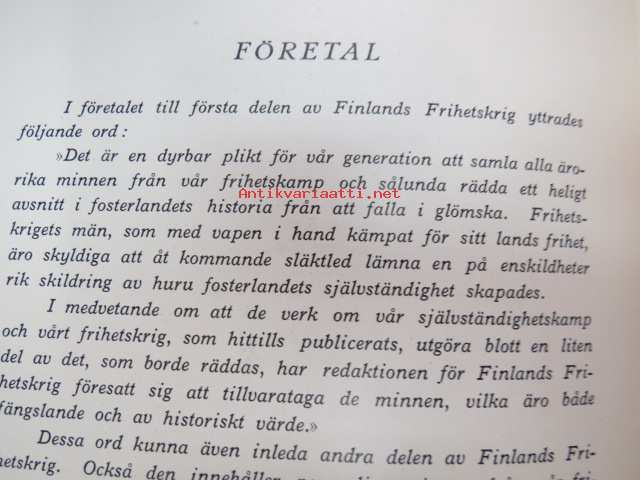 FÖRETAL
I företalet till första delen av Finlands Frihetskrig yttrades
följande ord:
»Det är en dyrbar plikt för vår generation att samla alla äro-
rika minnen från vår frihetskamp och sålunda rädda ett heligt
Antikvariaatti.net
avsnitt i fosterlandets historia från att falla i glömska. Frihets-
krigets män, som med vapen i hand kämpat för sitt lands frihet,
äro skyldiga att åt kommande släktled lämna en på enskildheter
rik skildring av huru fosterlandets självständighet skapades.
I medvetande om att de verk om vår självständighetskamp
och vårt frihetskrig, som hittills publicerats, utgöra blott en liten
del av det, som borde räddas, har redaktionen för Finlands Fri-
hetskrig föresatt sig att tillvarataga de minnen, vilka äro både
fängslande och av historiskt värde.»
Dessa ord kunna även inleda andra delen av Finlands Fri-
hetskrig. Också den innehåller